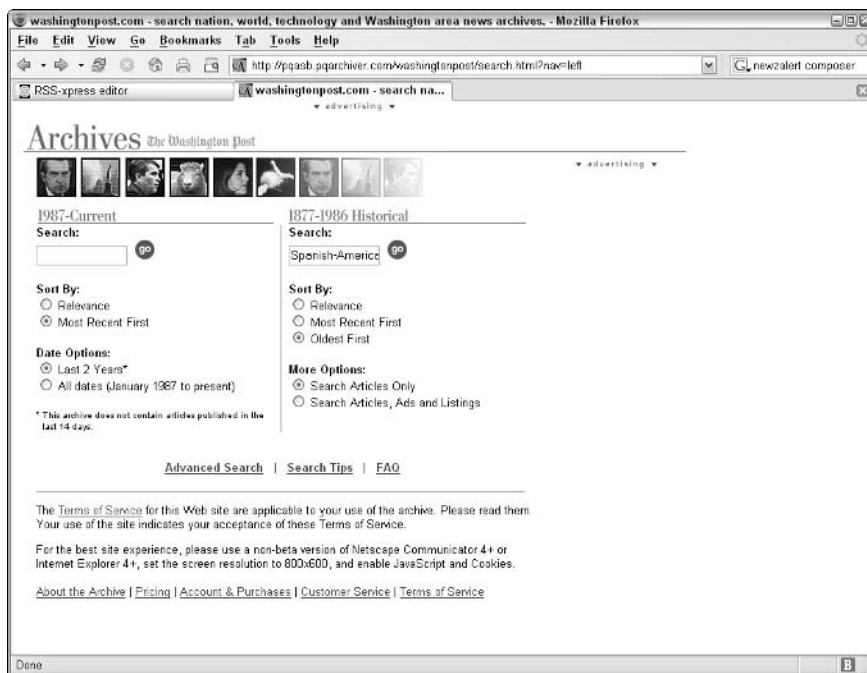 washingtonpost.com - search nation, world, technology and Washington area news archives. - Mozilla Firefox
File Edit View Go Bookmarks Tab Tools Help
http://pqasb.pqarchiver.com/washingtonpost/search.html?nav=left
newzalert composer
RSS-xpress editor
washingtonpost.com - search na...
advertising
Archives The Washington Post
advertising
1987-Current
Search:
go
Sort By:
Relevance
Most Recent First
Date Options:
Last 2 Years*
All dates (January 1987 to present)
* This archive does not contain articles published in the
last 14 days.
1877-1986 Historical
Search:
Spanish-America
go
Sort By:
Relevance
Most Recent First
Oldest First
More Options:
Search Articles Only
Search Articles, Ads and Listings
Advanced Search | Search Tips | FAQ
The Terms of Service for this Web site are applicable to your use of the archive. Please read them.
Your use of the site indicates your acceptance of these Terms of Service.
For the best site experience, please use a non-beta version of Netscape Communicator 4+ or
Internet Explorer 4+, set the screen resolution to 800x600, and enable JavaScript and Cookies.
About the Archive | Pricing | Account & Purchases | Customer Service | Terms of Service
Done
B